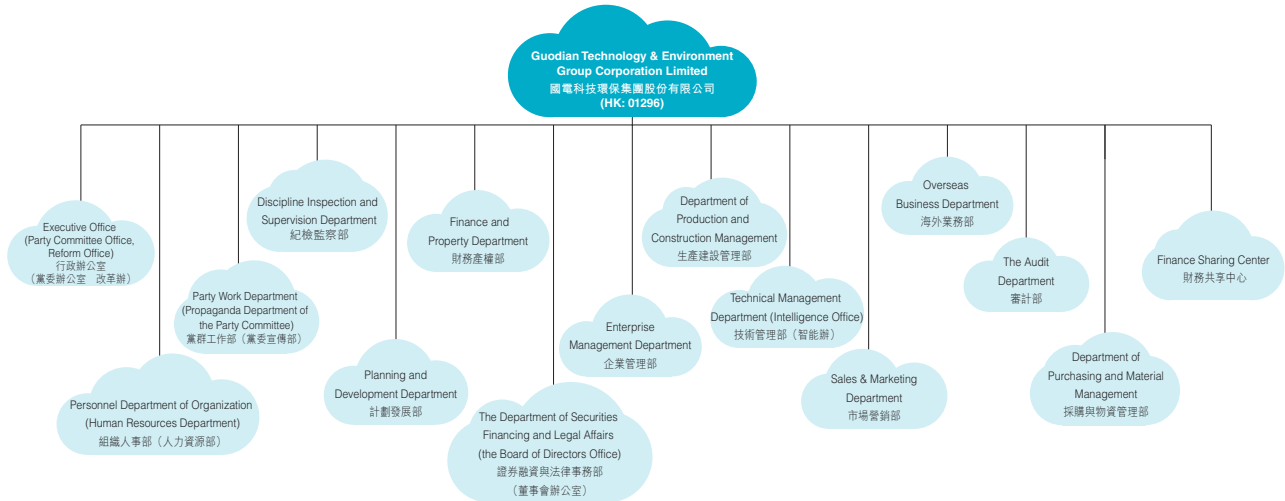 Guodian Technology & Environment
Group Corporation Limited
國電科技環保集團股份有限公司
(HK: 01296)
Executive Office
(Party Committee Office,
Reform Office)
行政辦公室
（黨委辦公室　改革辦）
Personnel Department of Organization
(Human Resources Department)
組織人事部（人力資源部）
Party Work Department
(Propaganda Department of
the Party Committee)
黨群工作部（黨委宣傳部）
Discipline Inspection and
Supervision Department
紀檢監察部
Planning and
Development Department
計劃發展部
Finance and
Property Department
財務產權部
The Department of Securities
Financing and Legal Affairs
(the Board of Directors Office)
證券融資與法律事務部
（董事會辦公室）
Enterprise
Management Department
企業管理部
Department of
Production and
Construction Management
生產建設管理部
Technical Management
Department (Intelligence Office)
技術管理部（智能辦）
Sales & Marketing
Department
市場營銷部
Overseas
Business Department
海外業務部
The Audit
Department
審計部
Department of
Purchasing and Material
Management
採購與物資管理部
Finance Sharing Center
財務共享中心